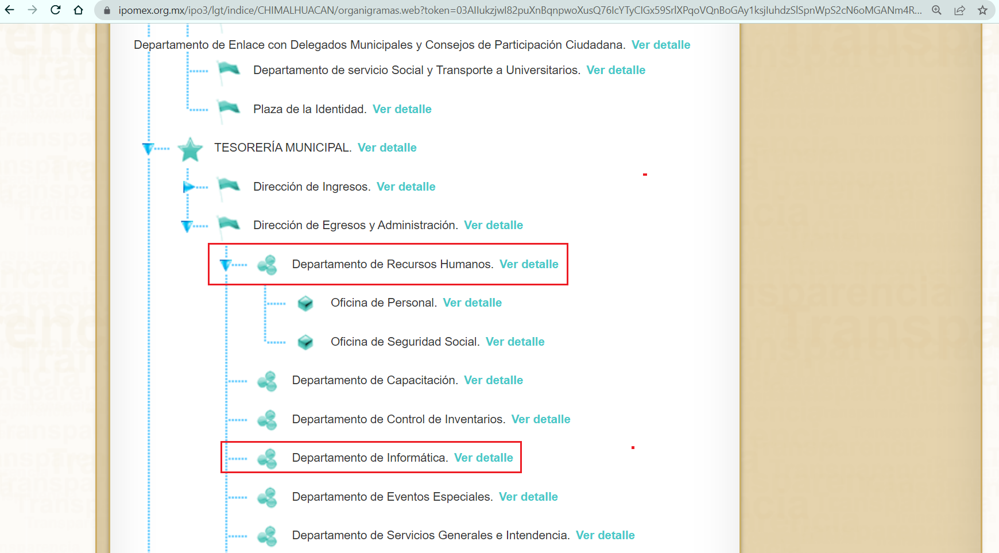 ipomex.org.mx/ipo3/lgt/indice/CHIMALHUACAN/organigramas.web?token=03AIIukzjwI82puXnBqnpwoXusQ76IcYTyCIGx59SrlXPqoVQnBoGAy1ksjIuhdzSlSpnWpS2cN6oMGANm4R...
Departamento de Enlace con Delegados Municipales y Consejos de Participación Ciudadana. Ver detalle
Departamento de servicio Social y Transporte a Universitarios. Ver detalle
Plaza de la Identidad. Ver detalle
TESORERÍA MUNICIPAL. Ver detalle
Dirección de Ingresos. Ver detalle
Dirección de Egresos y Administración. Ver detalle
Departamento de Recursos Humanos. Ver detalle
Oficina de Personal. Ver detalle
Oficina de Seguridad Social. Ver detalle
Departamento de Capacitación. Ver detalle
Departamento de Control de Inventarios. Ver detalle
Departamento de Informática. Ver detalle
Departamento de Eventos Especiales. Ver detalle
Departamento de Servicios Generales e Intendencia. Ver detalle